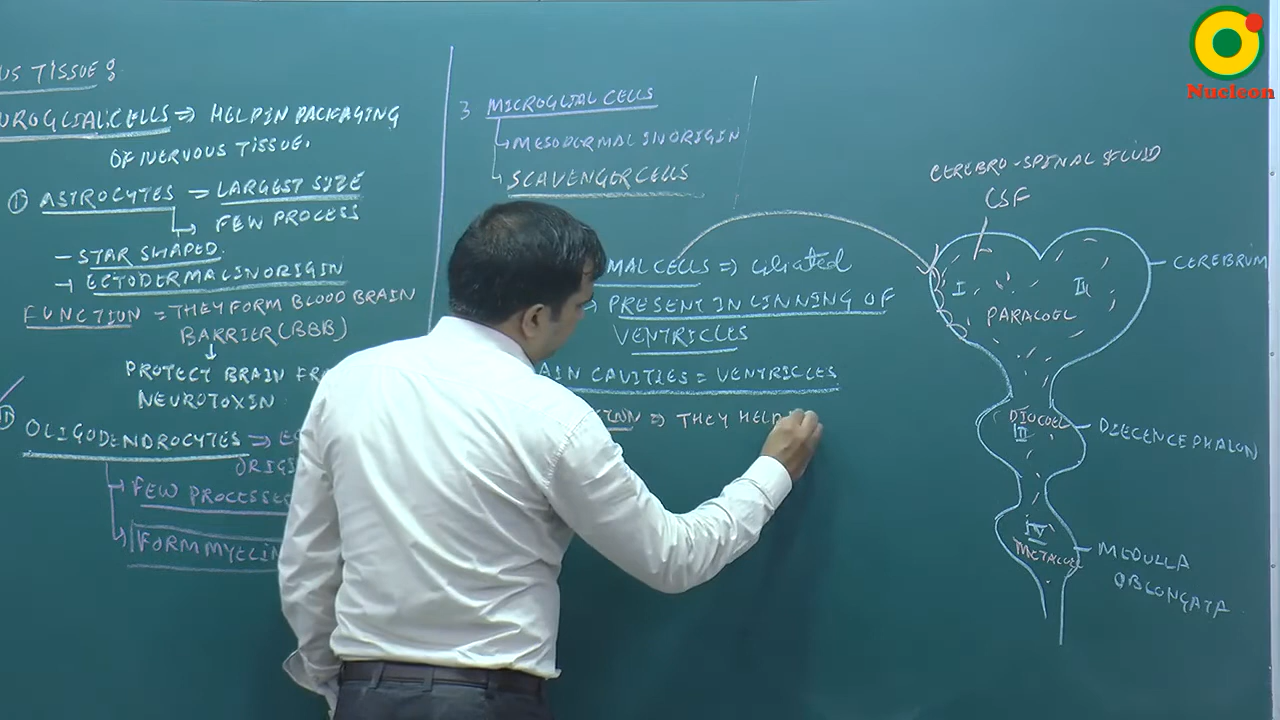 US TISSUE:
UROGLIAL CELLS ⇒ HELP IN PACKAGING
OF NERVOUS TISSUE.
① ASTROCYTES = LARGEST SIZE
FEW PROCESS
- STAR SHAPED
→ ECTODERMAL IN ORIGIN
FUNCTION = THEY FORM BLOOD BRAIN
BARRIER (BBB)
↓
PROTECT BRAIN FR
NEUROTOXIN
OLIGODENDROCYTES ⇒ E
ORIGI
FEW PROCESSE
FORM MYELIN
3 MICROGLIAL CELLS
MESODERMAL IN ORIGIN
SCAVENGER CELLS
MAL CELLS ⇒ ciliated
⇒ PRESENT IN LINNING OF
VENTRICLES
AIN CAVITIES = VENTRICLES
⇒ THEY HELP
CEREBRO-SPINAL FLUID
CSF
CEREBRUM
I
PARACOEL
DIOCOEL
III
DIECENCEPHALON
IV
METACOEL
MEDULLA
OBLONGATA
Nucleon